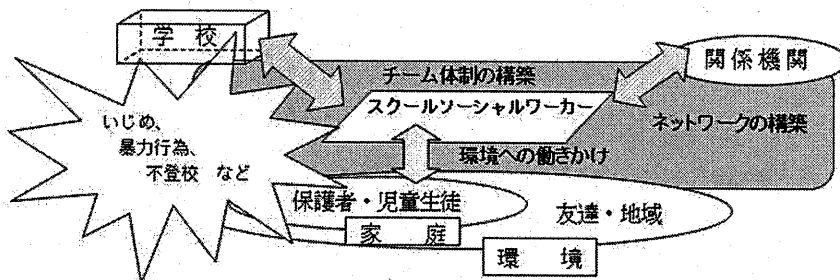 学校
関係機関
チーム体制の構築
スクールソーシャルワーカー
ネットワークの構築
いじめ、
暴力行為、
不登校 など
環境への働きかけ
保護者・児童生徒
友達・地域
家庭
環境